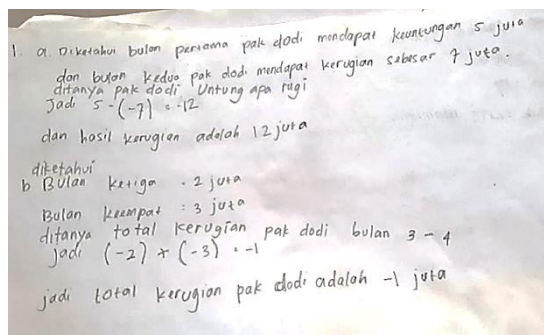 1. a. Diketahui bulan pertama pak dodi mendapat keuntungan 5 juta
dan bulan kedua pak dodi mendapat kerugian sebesar 7 juta.
ditanya pak dodi Untung apa rugi
Jadi 5 - (-7) = -12
dan hasil kerugian adalah 12 juta
diketahui
b Bulan ketiga : 2 juta
Bulan keempat : 3 juta
ditanya total kerugian pak dodi bulan 3 - 4
jadi (-2) + (-3) = -1
jadi total kerugian pak dodi adalah -1 juta